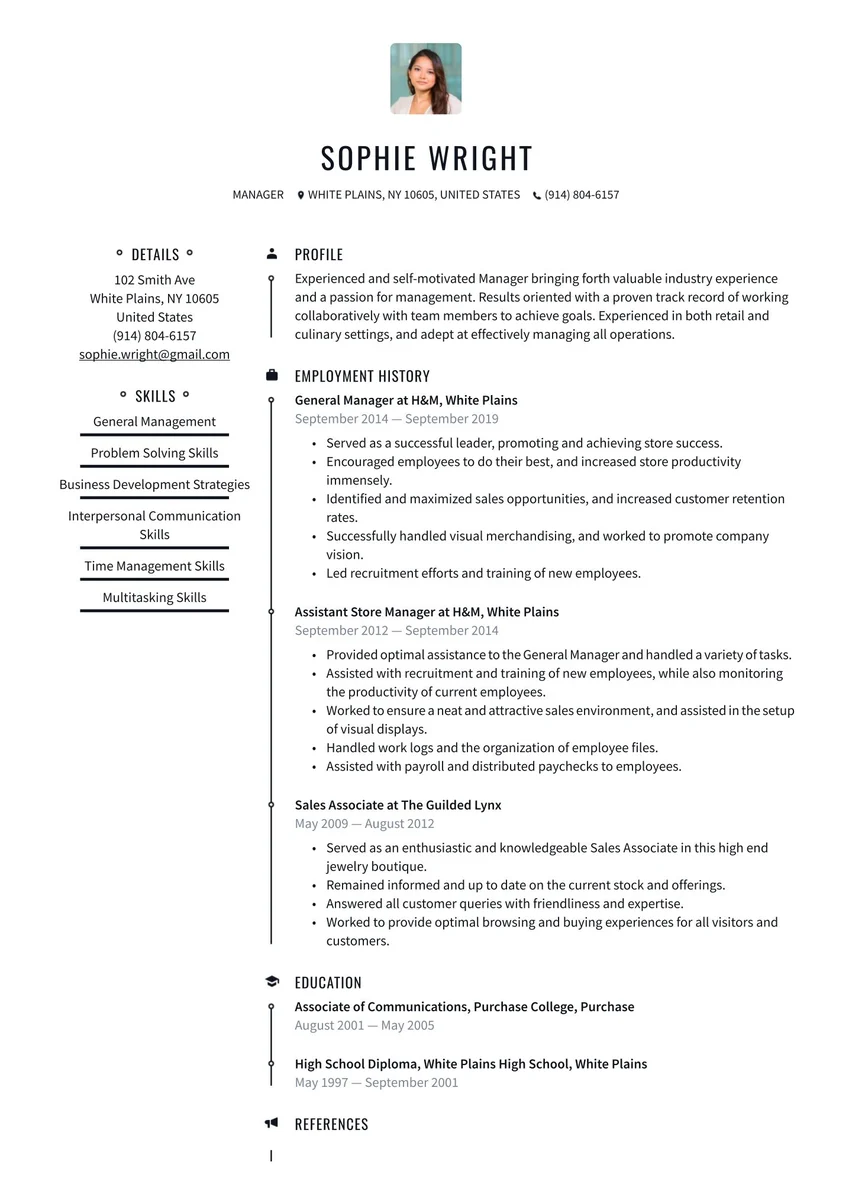 SOPHIE WRIGHT
MANAGER WHITE PLAINS, NY 10605, UNITED STATES (914) 804-6157
DETAILS
102 Smith Ave
White Plains, NY 10605
United States
(914) 804-6157
sophie.wright@gmail.com
SKILLS
General Management
Problem Solving Skills
Business Development Strategies
Interpersonal Communication
Skills
Time Management Skills
Multitasking Skills
PROFILE
Experienced and self-motivated Manager bringing forth valuable industry experience
and a passion for management. Results oriented with a proven track record of working
collaboratively with team members to achieve goals. Experienced in both retail and
culinary settings, and adept at effectively managing all operations.
EMPLOYMENT HISTORY
General Manager at H&M, White Plains
September 2014 — September 2019
• Served as a successful leader, promoting and achieving store success.
• Encouraged employees to do their best, and increased store productivity
immensely.
• Identified and maximized sales opportunities, and increased customer retention
rates.
• Successfully handled visual merchandising, and worked to promote company
vision.
• Led recruitment efforts and training of new employees.
Assistant Store Manager at H&M, White Plains
September 2012 — September 2014
• Provided optimal assistance to the General Manager and handled a variety of tasks.
• Assisted with recruitment and training of new employees, while also monitoring
the productivity of current employees.
• Worked to ensure a neat and attractive sales environment, and assisted in the setup
of visual displays.
• Handled work logs and the organization of employee files.
• Assisted with payroll and distributed paychecks to employees.
Sales Associate at The Guilded Lynx
May 2009 — August 2012
• Served as an enthusiastic and knowledgeable Sales Associate in this high end
jewelry boutique.
• Remained informed and up to date on the current stock and offerings.
• Answered all customer queries with friendliness and expertise.
• Worked to provide optimal browsing and buying experiences for all visitors and
customers.
EDUCATION
Associate of Communications, Purchase College, Purchase
August 2001 — May 2005
High School Diploma, White Plains High School, White Plains
May 1997 — September 2001
REFERENCES